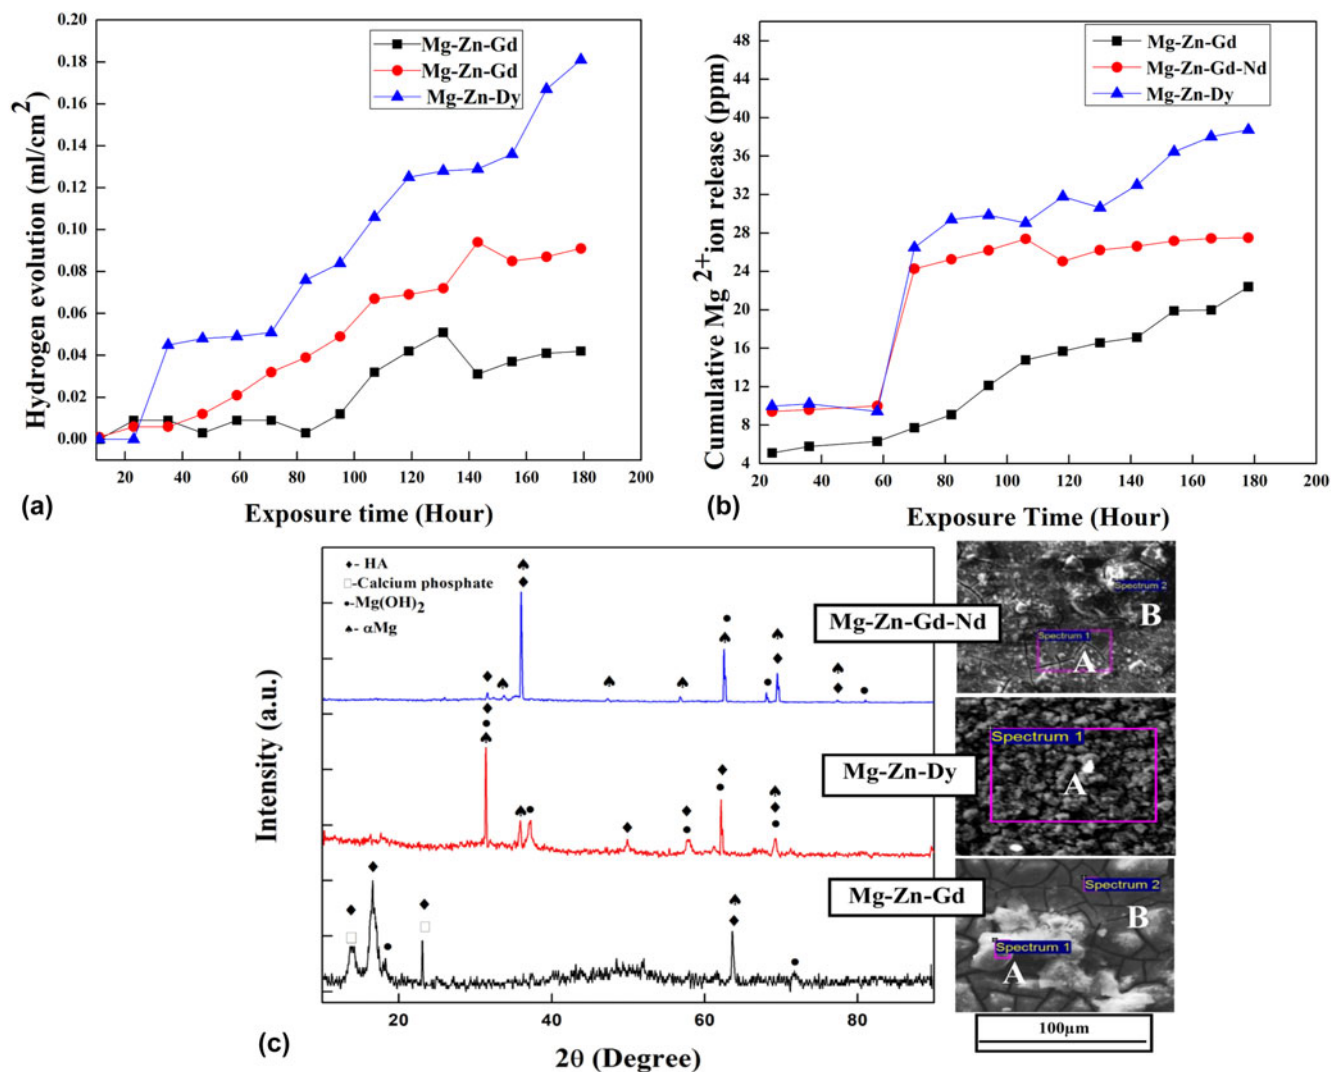 0.20
0.18
0.16
0.14
0.12
0.10
0.08
0.06
0.04
0.02
0.00
Hydrogen evolution (ml/cm2)
Mg-Zn-Gd
Mg-Zn-Gd
Mg-Zn-Dy
20 40 60 80 100 120 140 160 180 200
Exposure time (Hour)
(a)
48
44
40
36
32
28
24
20
16
12
8
4
Cumulative Mg2+ion release (ppm)
Mg-Zn-Gd
Mg-Zn-Gd-Nd
Mg-Zn-Dy
20 40 60 80 100 120 140 160 180 200
Exposure Time (Hour)
(b)
- HA
-Calcium phosphate
-Mg(OH)2
- αMg
Intensity (a.u.)
20 40 60 80
2θ (Degree)
(c)
Mg-Zn-Gd-Nd
Spectrum 2
B
Spectrum 1
A
Mg-Zn-Dy
Spectrum 1
A
Mg-Zn-Gd
Spectrum 2
B
Spectrum 1
A
100μm